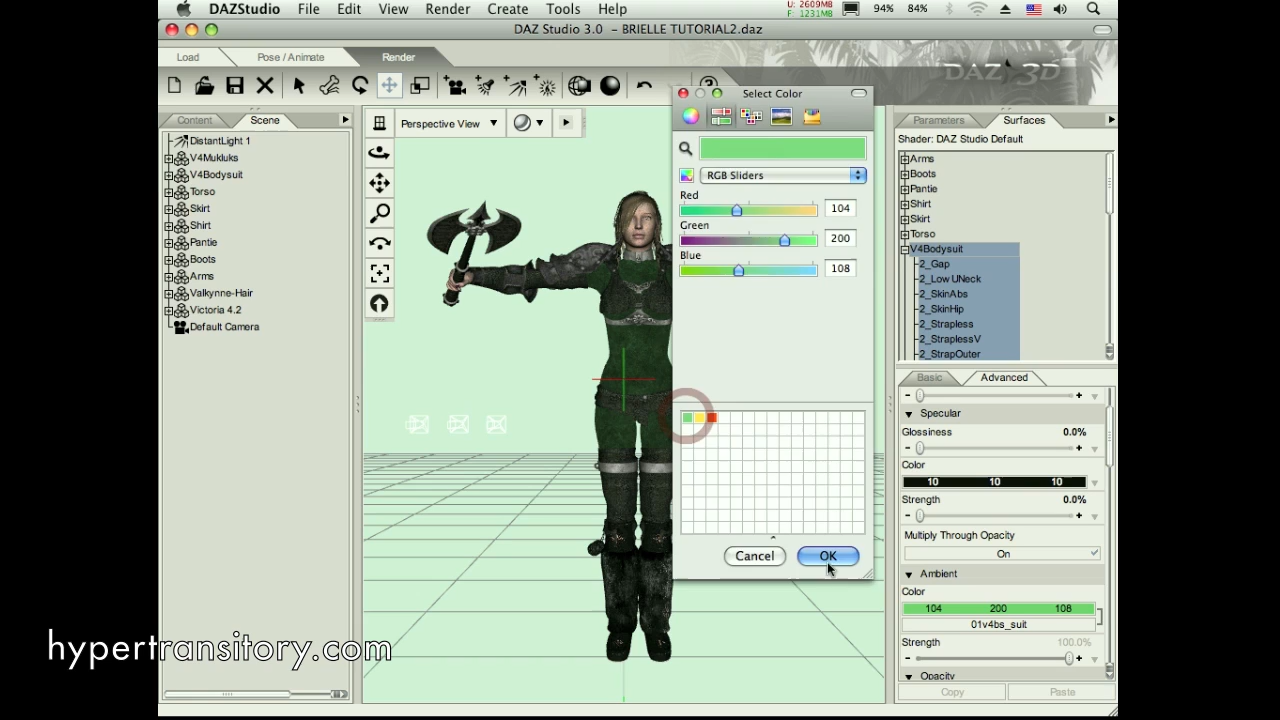 DAZStudio File Edit View Render Create Tools Help
U: 2609MB
F: 1231MB
94%
84%
DAZ Studio 3.0 - BRIELLE TUTORIAL2.daz
Load
Pose / Animate
Render
DAZ 3D
Content
Scene
DistantLight 1
V4Mukluks
V4Bodysuit
Torso
Skirt
Shirt
Pantie
Boots
Arms
Valkynne-Hair
Victoria 4.2
Default Camera
Perspective View
Select Color
RGB Sliders
Red
104
Green
200
Blue
108
Cancel
OK
Parameters
Surfaces
Shader: DAZ Studio Default
Arms
Boots
Pantie
Shirt
Skirt
Torso
V4Bodysuit
2_Gap
2_LowUNeck
2_SkinAbs
2_SkinHip
2_Strapless
2_StraplessV
2_StrapOuter
Basic
Advanced
Specular
Glossiness 0.0%
Color
10 10 10
Strength 0.0%
Multiply Through Opacity
On
Ambient
Color
104 200 108
01v4bs_suit
Strength 100.0%
Opacity
Copy
Paste
hypertransitory.com